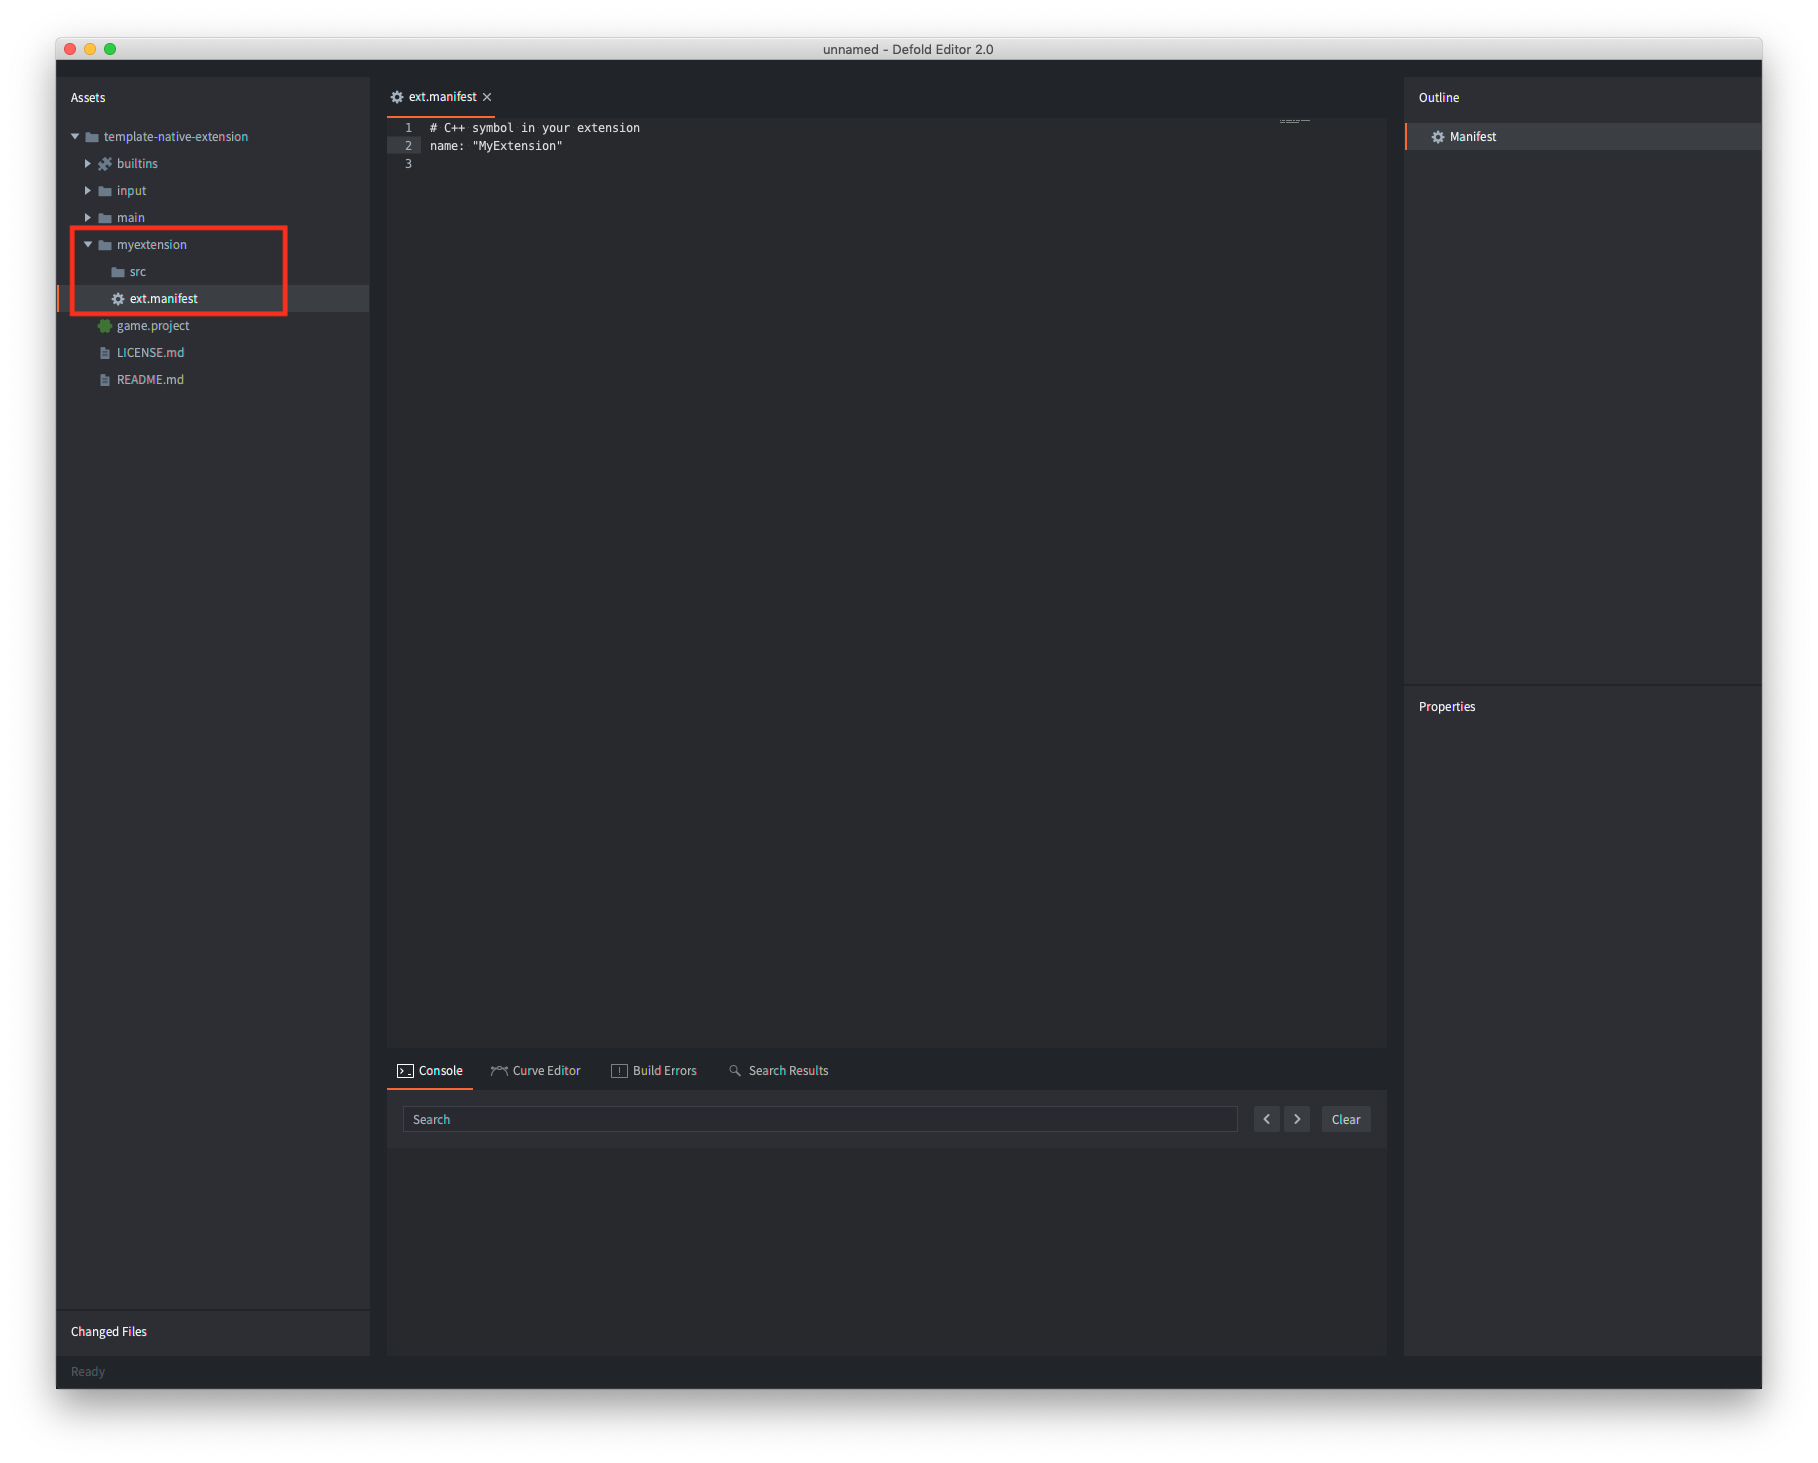 unnamed - Defold Editor 2.0
Assets
template-native-extension
builtins
input
main
myextension
src
ext.manifest
game.project
LICENSE.md
README.md
Changed Files
Ready
ext.manifest
1 # C++ symbol in your extension
2 name: "MyExtension"
3
Console Curve Editor Build Errors Search Results
Search Clear
Outline
Manifest
Properties